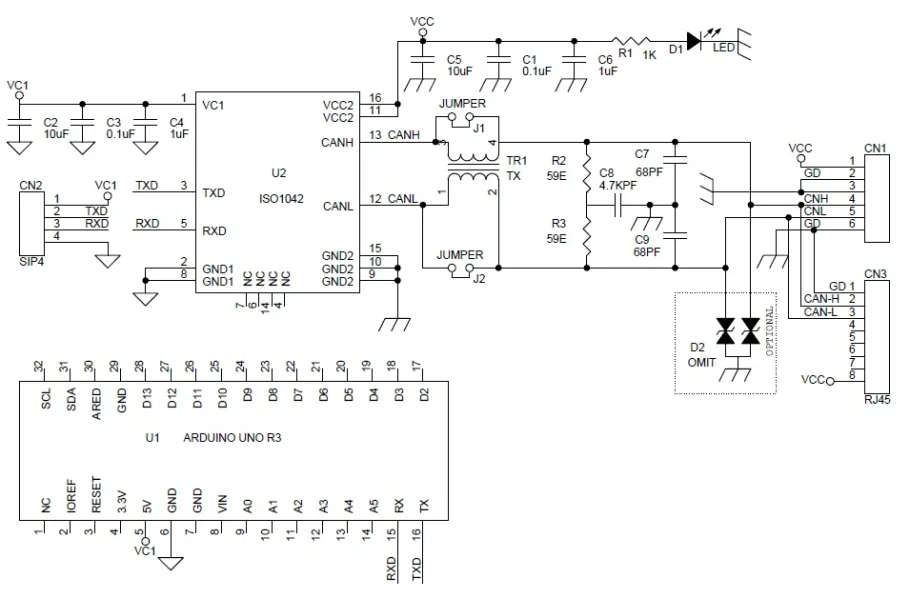 VCC
C5
10uF
C1
0.1uF
C6
1uF
R1 1K
D1
LED
VC1
C2
10uF
C3
0.1uF
C4
1uF
1 VC1
U2
ISO1042
VCC2 16
VCC2 11
CANH 13 CANH
CANL 12 CANL
TXD 3 TXD
RXD 5 RXD
2 GND1
8 GND1
NC NC NC NC
7 6 14 4
GND2 15
GND2 10
GND2 9
CN2
VC1
1
2 TXD
3 RXD
4
SIP4
JUMPER
J1
3 4
TR1
TX
1 2
JUMPER
J2
R2
59E
R3
59E
C8
4.7KPF
C7
68PF
C9
68PF
VCC
CN1
1
GD 2
3
CNH 4
CNL 5
GD 6
CN3
GD 1
CAN-H 2
CAN-L 3
4
5
6
7
VCC 8
RJ45
D2
OMIT
OPTIONAL
32 31 30 29 28 27 26 25 24 23 22 21 20 19 18 17
SCL SDA ARED GND D13 D12 D11 D10 D9 D8 D7 D6 D5 D4 D3 D2
U1 ARDUINO UNO R3
NC IOREF RESET 3.3V 5V GND GND VIN A0 A1 A2 A3 A4 A5 RX TX
1 2 3 4 5 6 7 8 9 10 11 12 13 14 15 16
VC1
RXD TXD